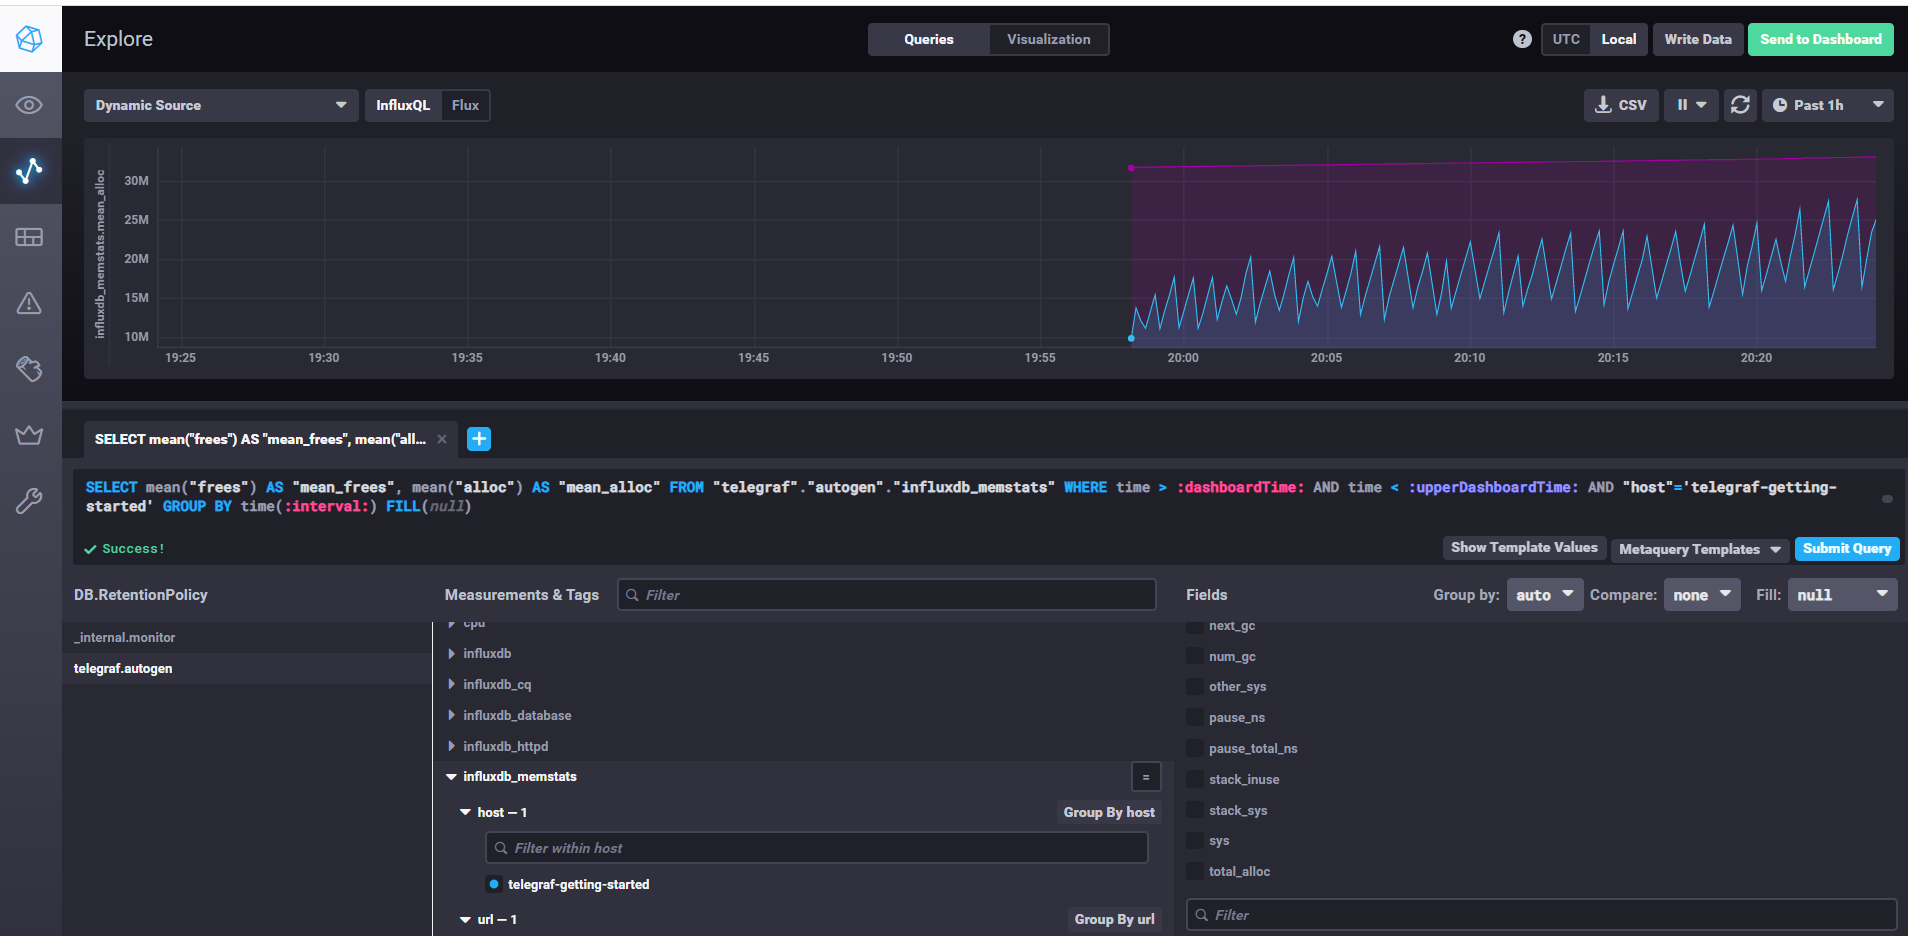 Explore
Queries
Visualization
?
UTC
Local
Write Data
Send to Dashboard
Dynamic Source
InfluxQL
Flux
CSV
Past 1h
influxdb_memstats.mean_alloc
30M
25M
20M
15M
10M
19:25
19:30
19:35
19:40
19:45
19:50
19:55
20:00
20:05
20:10
20:15
20:20
SELECT mean("frees") AS "mean_frees", mean("all...
SELECT mean("frees") AS "mean_frees", mean("alloc") AS "mean_alloc" FROM "telegraf"."autogen"."influxdb_memstats" WHERE time > :dashboardTime: AND time < :upperDashboardTime: AND "host"='telegraf-getting-
started' GROUP BY time(:interval:) FILL(null)
Success!
Show Template Values
Metaquery Templates
Submit Query
DB.RetentionPolicy
Measurements & Tags
Filter
Fields
Group by:
auto
Compare:
none
Fill:
null
_internal.monitor
telegraf.autogen
cpu
influxdb
influxdb_cq
influxdb_database
influxdb_httpd
influxdb_memstats
=
host – 1
Group By host
Filter within host
telegraf-getting-started
url – 1
Group By url
next_gc
num_gc
other_sys
pause_ns
pause_total_ns
stack_inuse
stack_sys
sys
total_alloc
Filter